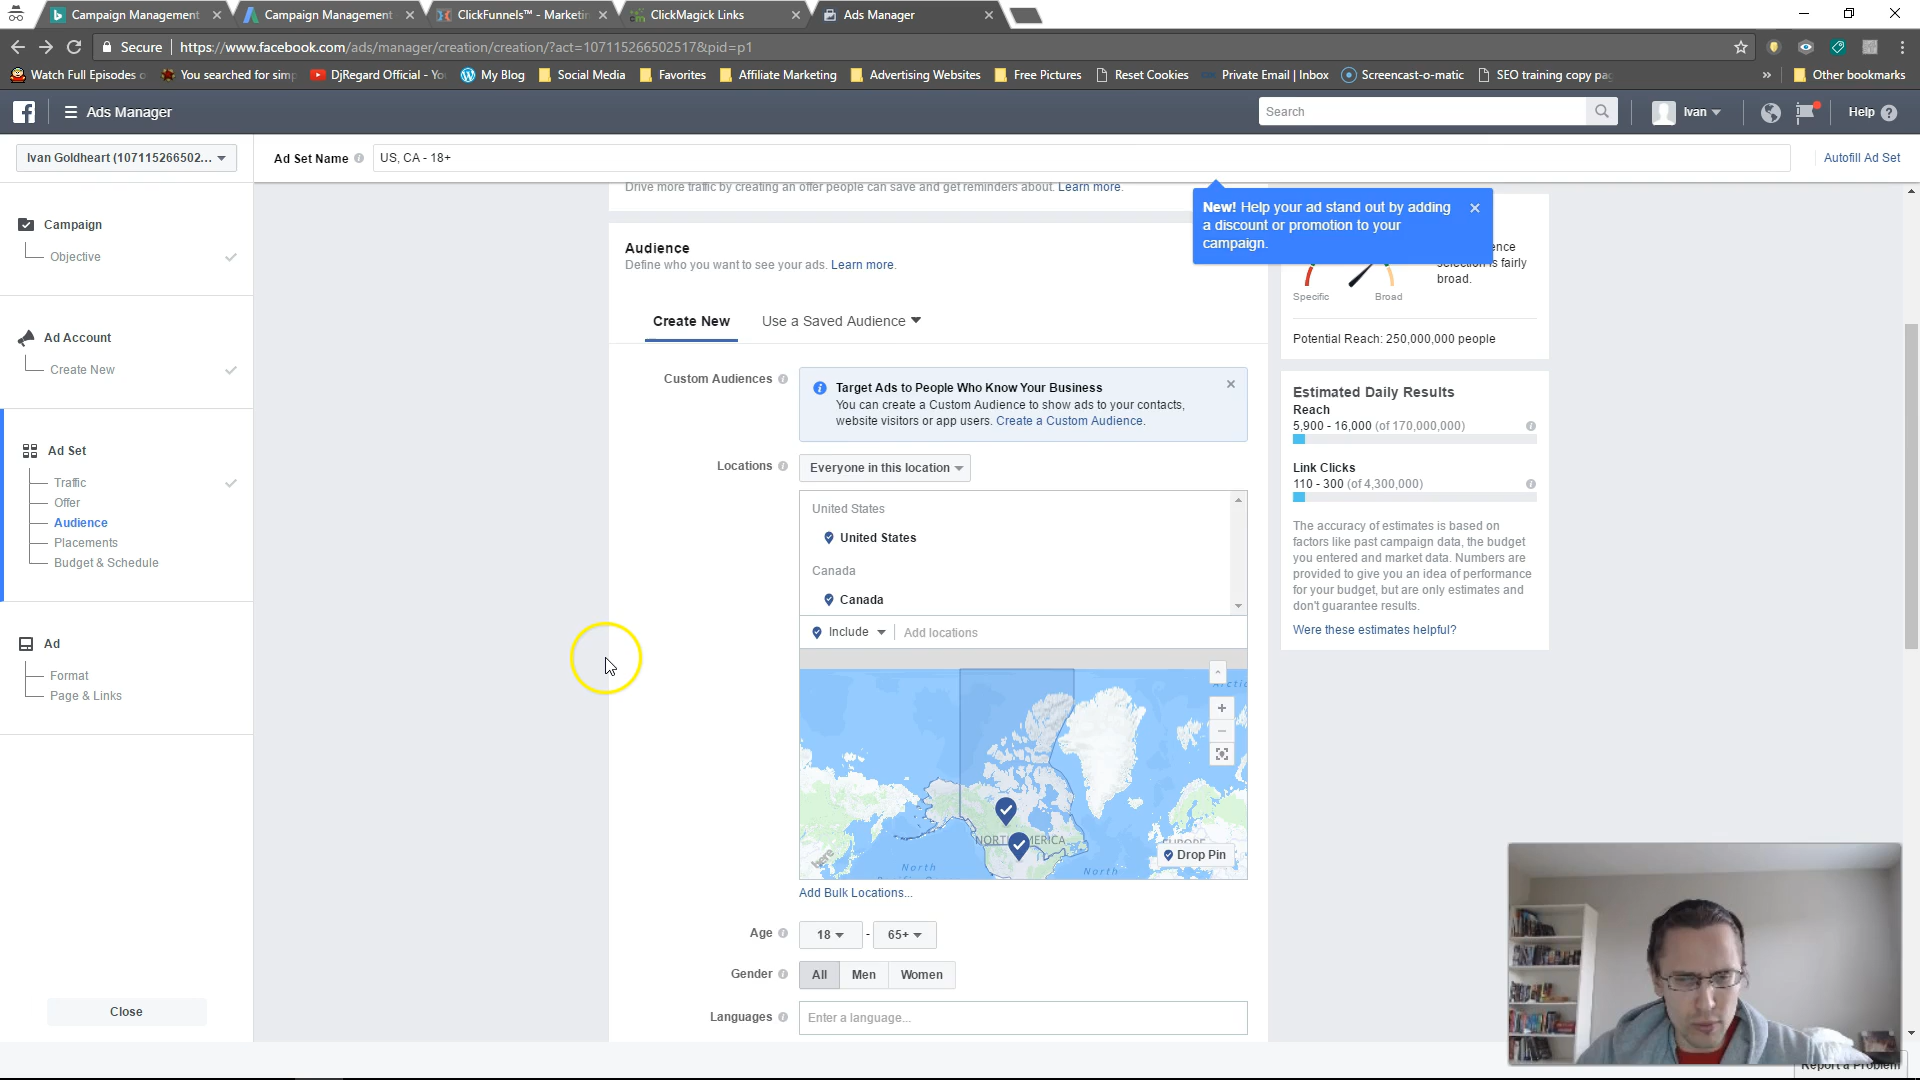 Campaign Management
Campaign Management
ClickFunnels™ - Marketin
ClickMagick Links
Ads Manager
Secure
https://www.facebook.com/ads/manager/creation/creation/?act=107115266502517&pid=p1
Watch Full Episodes o
You searched for simp
DjRegard Official - Yo
My Blog
Social Media
Favorites
Affiliate Marketing
Advertising Websites
Free Pictures
Reset Cookies
Private Email | Inbox
Screencast-o-matic
SEO training copy pag
»
Other bookmarks
Ads Manager
Search
Ivan
Help
Ivan Goldheart (107115266502...
Ad Set Name
US, CA - 18+
Autofill Ad Set
Campaign
Objective
Ad Account
Create New
Ad Set
Traffic
Offer
Audience
Placements
Budget & Schedule
Ad
Format
Page & Links
Close
Drive more traffic by creating an offer people can save and get reminders about. Learn more.
New! Help your ad stand out by adding
a discount or promotion to your
campaign.
Audience
Define who you want to see your ads. Learn more.
Create New
Use a Saved Audience
Custom Audiences
Target Ads to People Who Know Your Business
You can create a Custom Audience to show ads to your contacts,
website visitors or app users. Create a Custom Audience.
Locations
Everyone in this location
United States
United States
Canada
Canada
Include
Add locations
NORTH AMERICA
North
North
here
Drop Pin
Add Bulk Locations...
Age
18
-
65+
Gender
All
Men
Women
Languages
Enter a language...
ence
selection is fairly
broad.
Specific
Broad
Potential Reach: 250,000,000 people
Estimated Daily Results
Reach
5,900 - 16,000 (of 170,000,000)
Link Clicks
110 - 300 (of 4,300,000)
The accuracy of estimates is based on
factors like past campaign data, the budget
you entered and market data. Numbers are
provided to give you an idea of performance
for your budget, but are only estimates and
don't guarantee results.
Were these estimates helpful?
Report a Problem